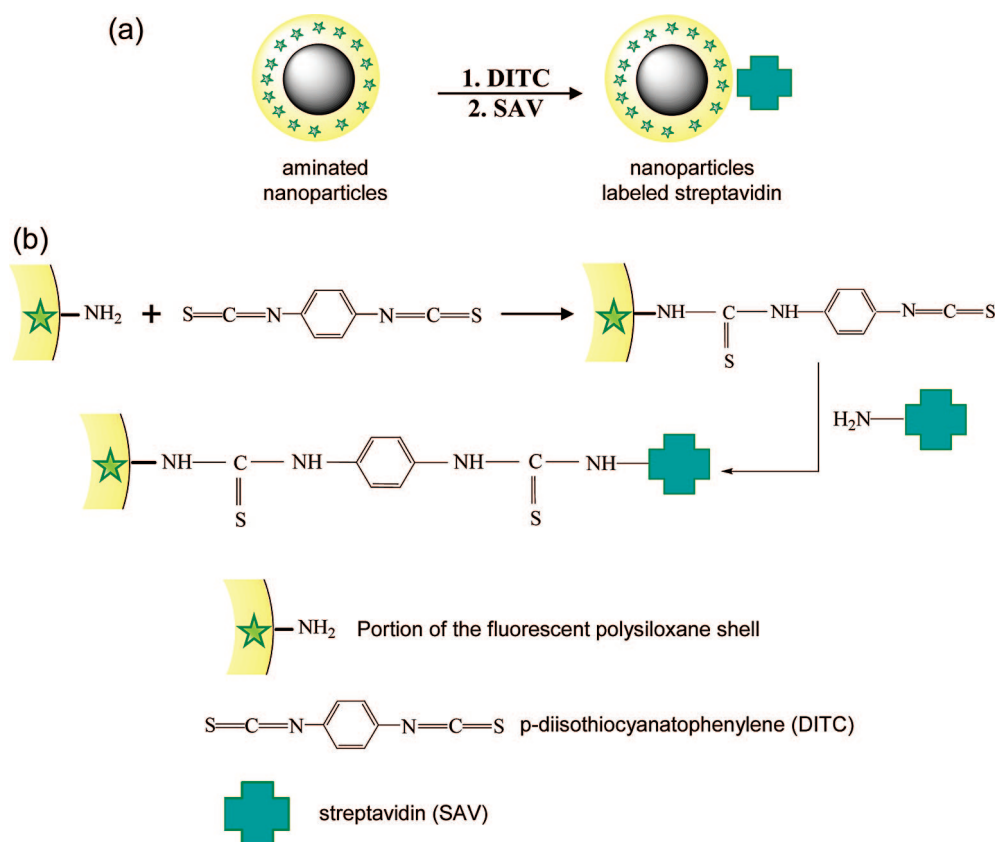 (a)
1. DITC
2. SAV
aminated
nanoparticles
nanoparticles
labeled streptavidin
(b)
NH2 + S=C=N N=C=S NH C NH N=C=S
S
H2N
NH C NH NH C NH
S S
NH2 Portion of the fluorescent polysiloxane shell
S=C=N N=C=S p-diisothiocyanatophenylene (DITC)
streptavidin (SAV)